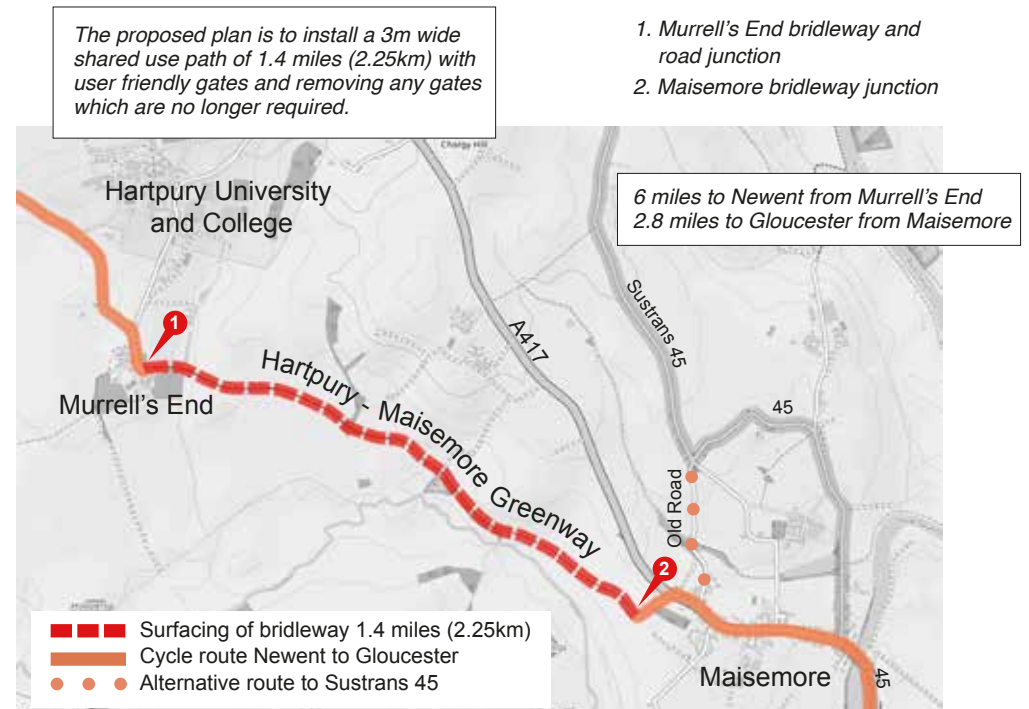 The proposed plan is to install a 3m wide
shared use path of 1.4 miles (2.25km) with
user friendly gates and removing any gates
which are no longer required.
1. Murrell's End bridleway and
road junction
2. Maisemore bridleway junction
6 miles to Newent from Murrell's End
2.8 miles to Gloucester from Maisemore
Hartpury University
and College
A417
Sustrans 45
45
1
Murrell's End
Hartpury - Maisemore Greenway
Old Road
2
Maisemore
45
Surfacing of bridleway 1.4 miles (2.25km)
Cycle route Newent to Gloucester
Alternative route to Sustrans 45